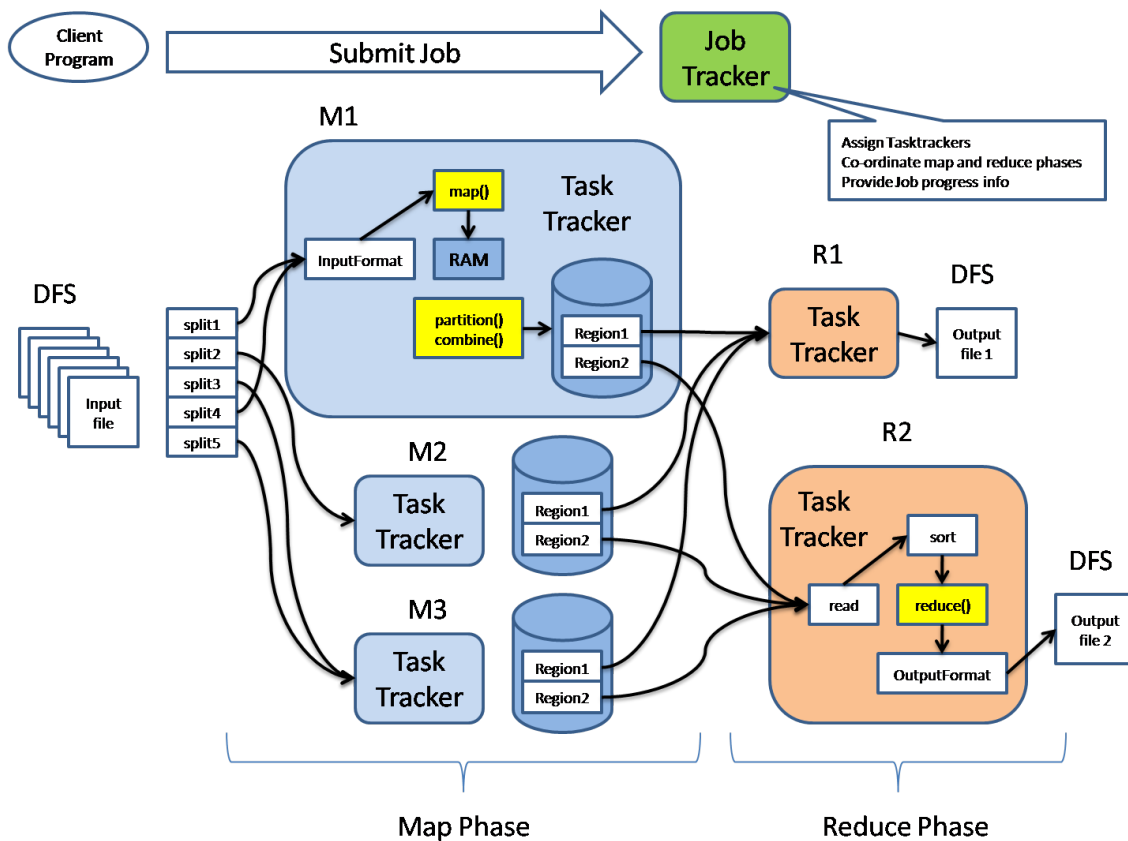 Client
Program
Submit Job
Job
Tracker
Assign Tasktrackers
Co-ordinate map and reduce phases
Provide Job progress info
M1
Task
Tracker
map()
InputFormat
RAM
partition()
combine()
Region1
Region2
DFS
Input
file
split1
split2
split3
split4
split5
M2
Task
Tracker
Region1
Region2
M3
Task
Tracker
Region1
Region2
R1
Task
Tracker
DFS
Output
file 1
R2
Task
Tracker
sort
read
reduce()
OutputFormat
DFS
Output
file 2
Map Phase
Reduce Phase